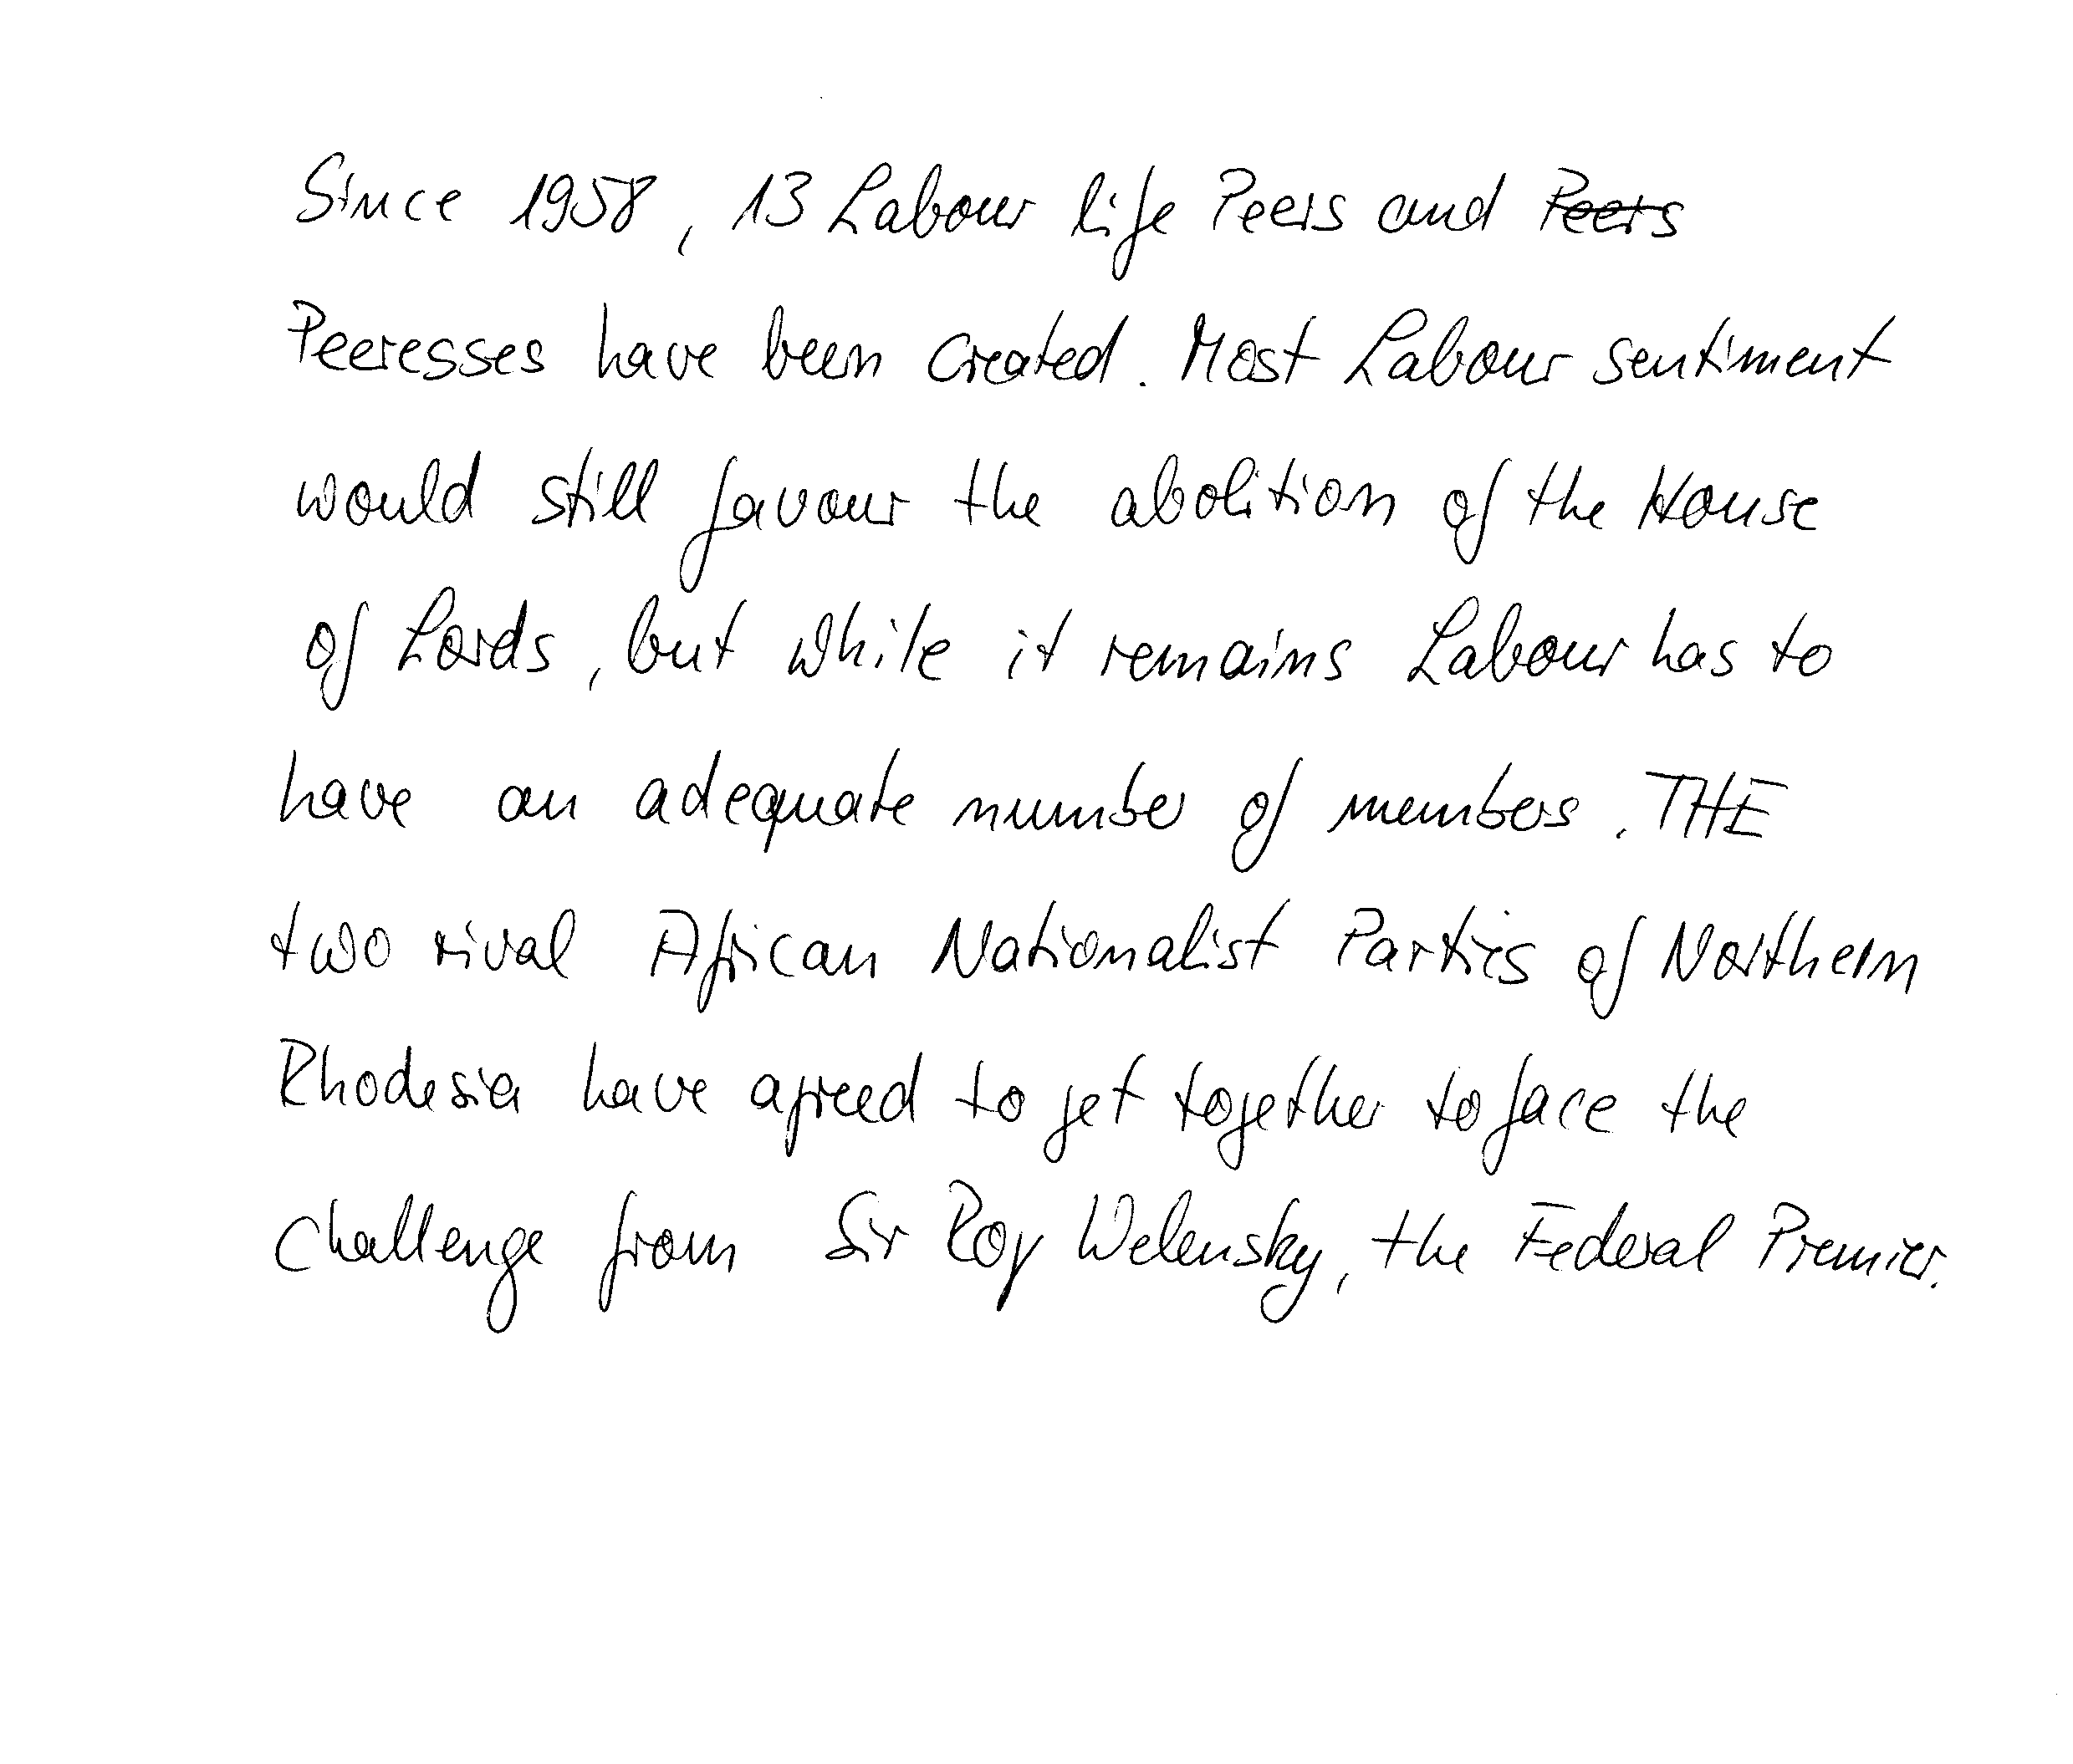 Since 1958, 13 Labour life Peers and Peers
Peeresses have been created. Most Labour sentiment
would still favour the abolition of the House
of Lords, but while it remains Labour has to
have an adequate number of members. THE
two rival African Nationalist Parties of Northern
Rhodesia have agreed to get together to face the
challenge from Sir Roy Welensky, the Federal Premier.